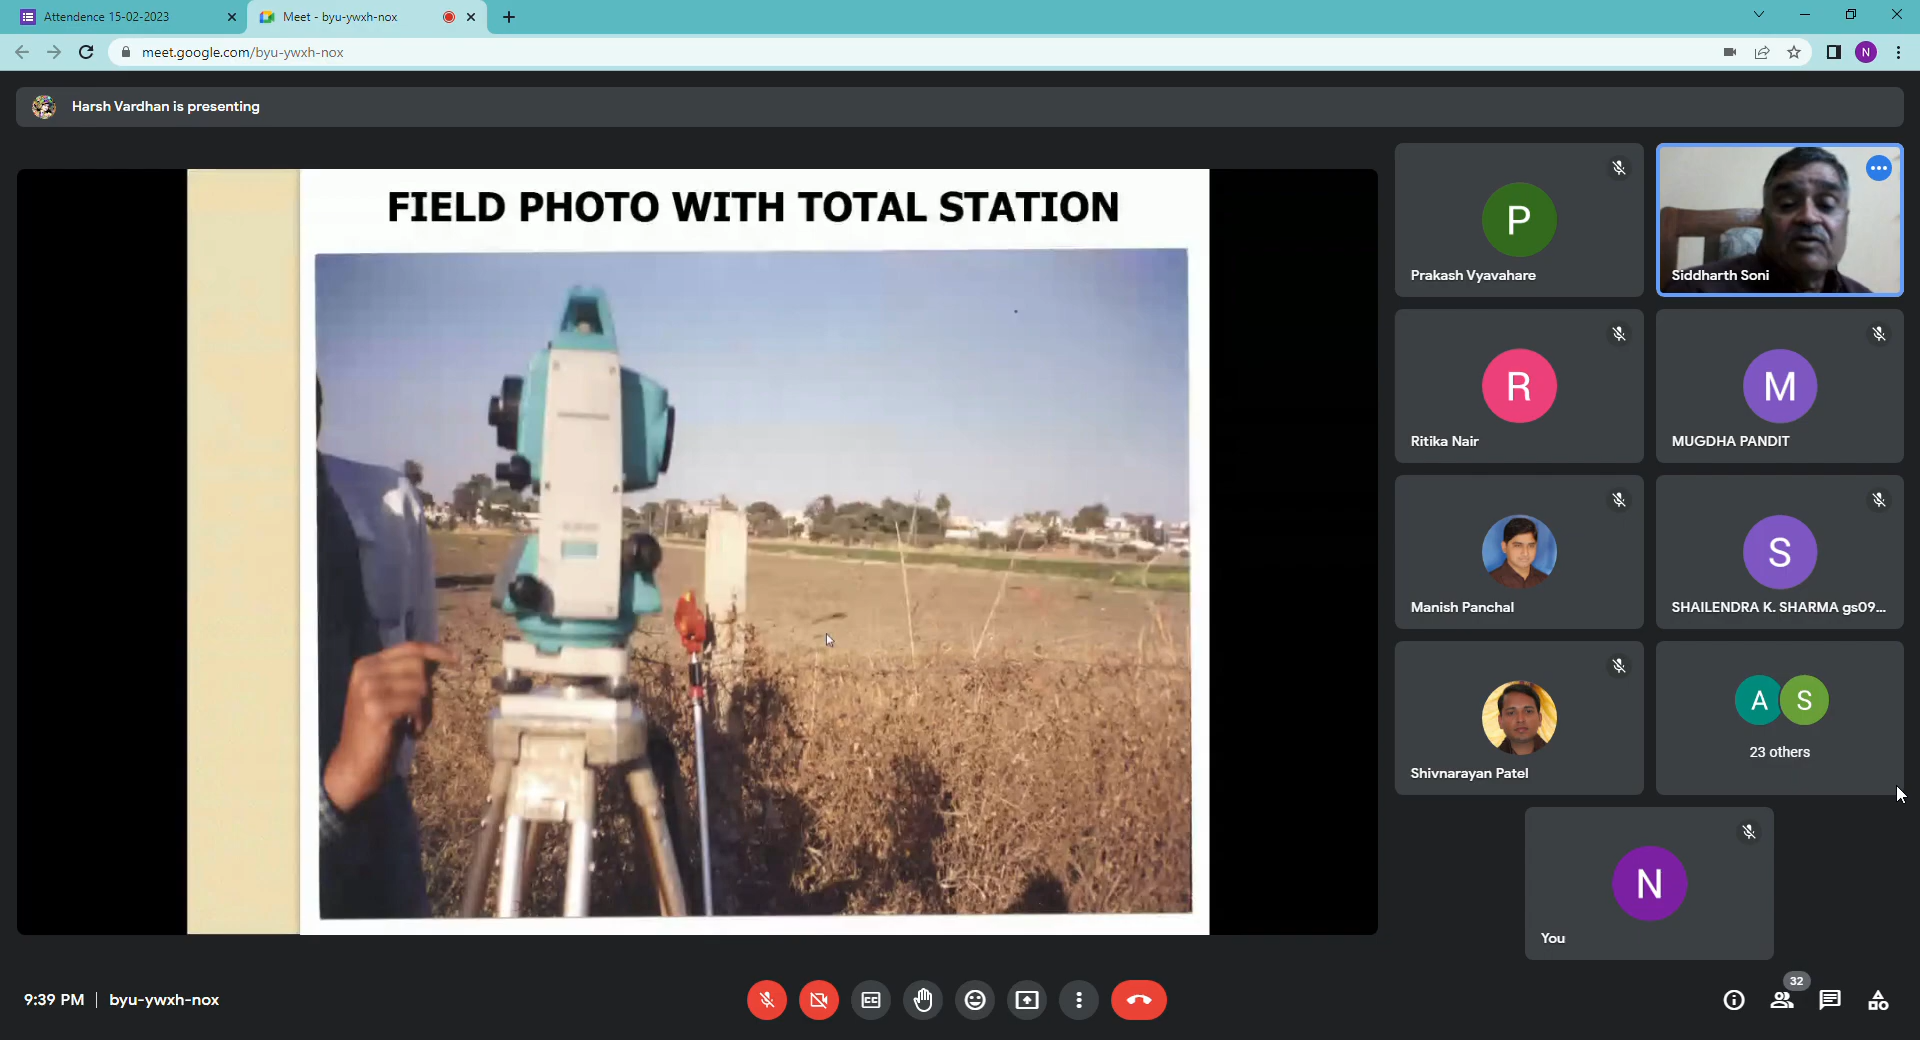 Attendence 15-02-2023
Meet - byu-ywxh-nox
meet.google.com/byu-ywxh-nox
N
Harsh Vardhan is presenting
FIELD PHOTO WITH TOTAL STATION
P
Prakash Vyavahare
Siddharth Soni
R
Ritika Nair
M
MUGDHA PANDIT
Manish Panchal
S
SHAILENDRA K. SHARMA gs09...
Shivnarayan Patel
A S
23 others
N
You
9:39 PM | byu-ywxh-nox
CC
32